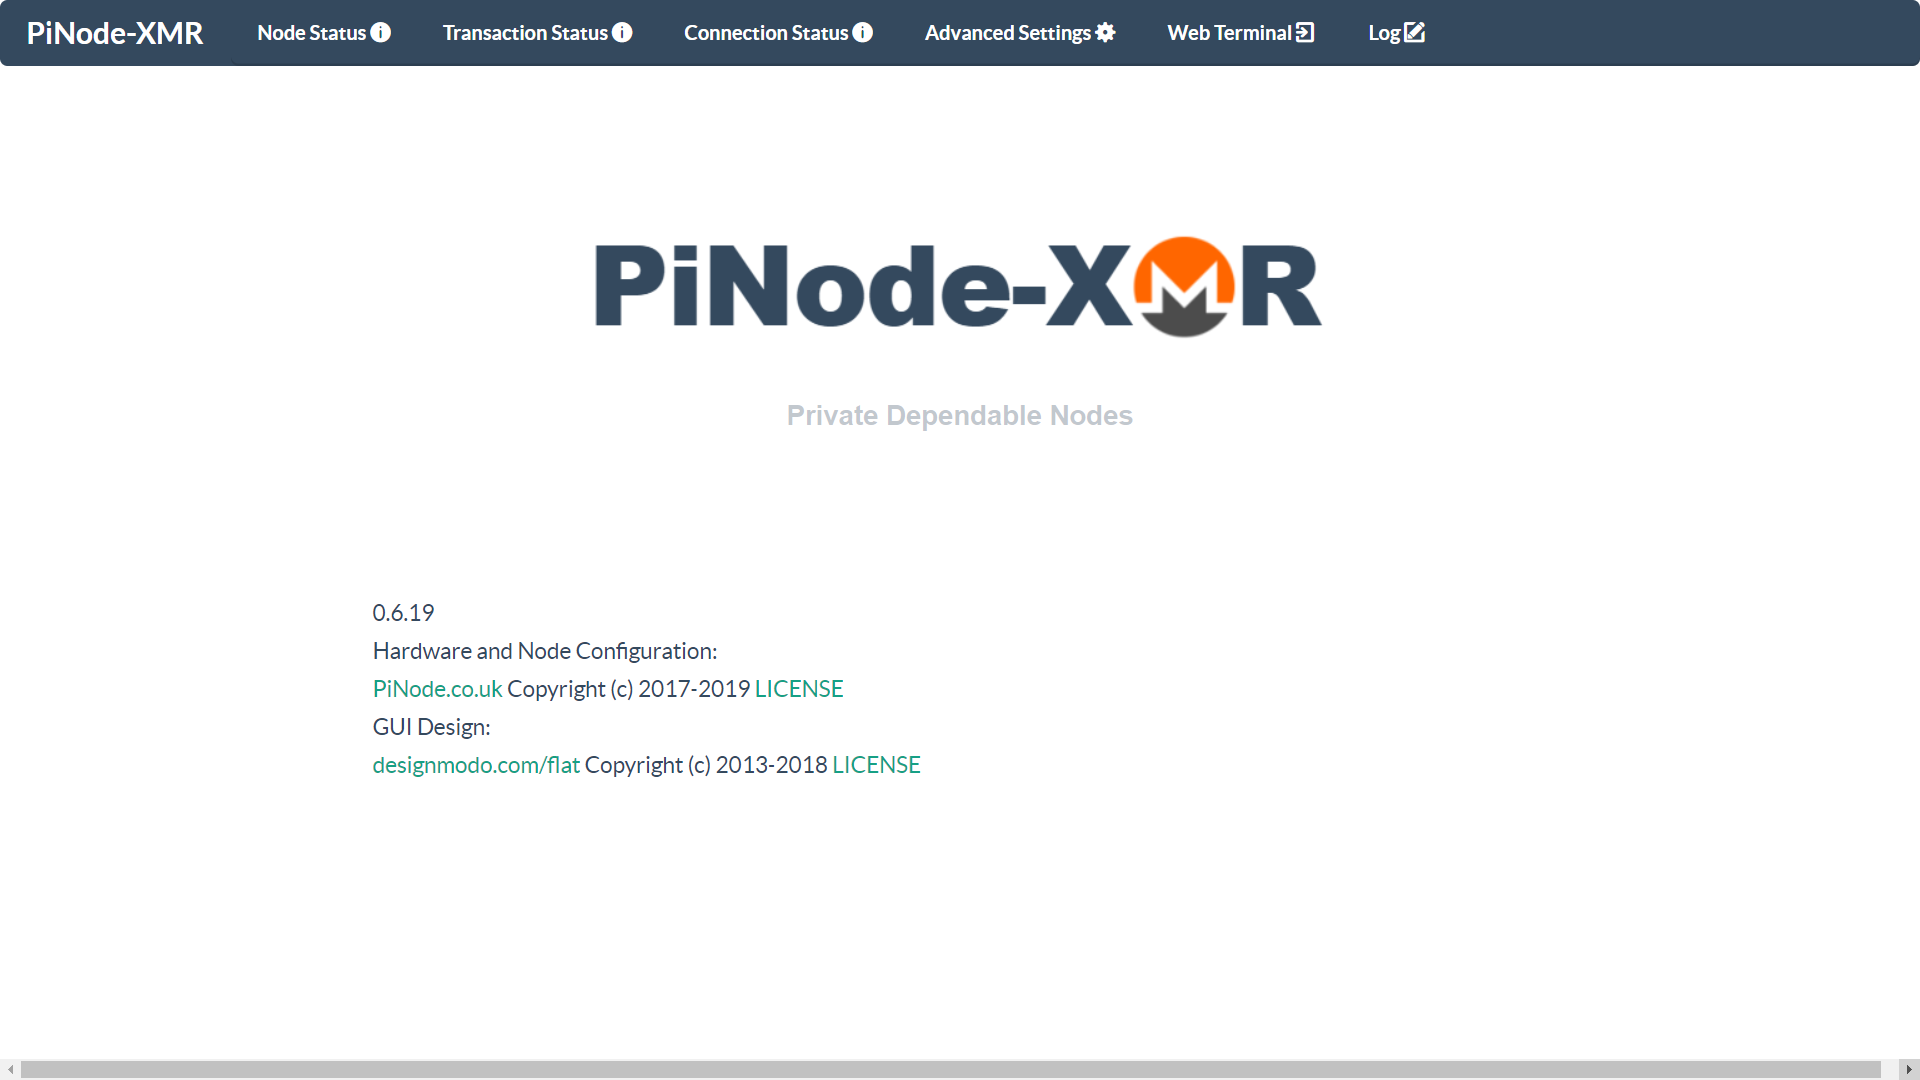 PiNode-XMR Node Status Transaction Status Connection Status Advanced Settings Web Terminal Log
PiNode-XMR
Private Dependable Nodes
0.6.19
Hardware and Node Configuration:
PiNode.co.uk Copyright (c) 2017-2019 LICENSE
GUI Design:
designmodo.com/flat Copyright (c) 2013-2018 LICENSE